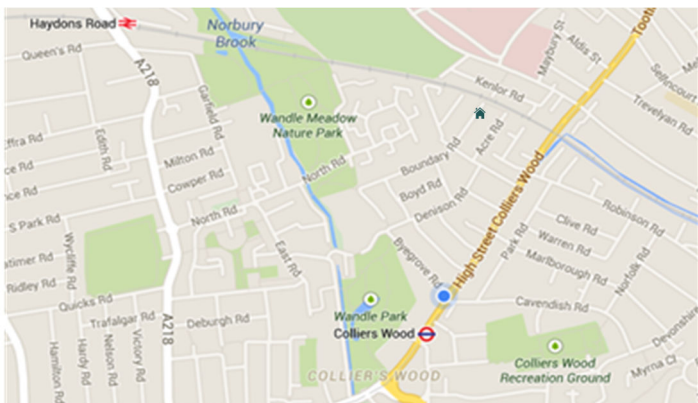 Haydons Road
Norbury
Brook
Queen's Rd
A218
Maybury St
Aldis St
Kenlor Rd
Trevelyan Rd
Garfield Rd
Wandle Meadow
Nature Park
Edith Rd
Milton Rd
North Rd
Boundary Rd
Acre Rd
Cowper Rd
Boyd Rd
High Street Colliers Wood
North Rd
Denison Rd
Robinson Rd
S Park Rd
Clive Rd
Wycliffe Rd
East Rd
Byegrove Rd
Park Rd
Warren Rd
Marlborough Rd
Norfolk Rd
Ridley Rd
Quicks Rd
Wandle Park
Cavendish Rd
Trafalgar Rd
A218
Deburgh Rd
Colliers Wood
Hamilton Rd
Hardy Rd
Nelson Rd
Victory Rd
Colliers Wood
Recreation Ground
COLLIER'S WOOD